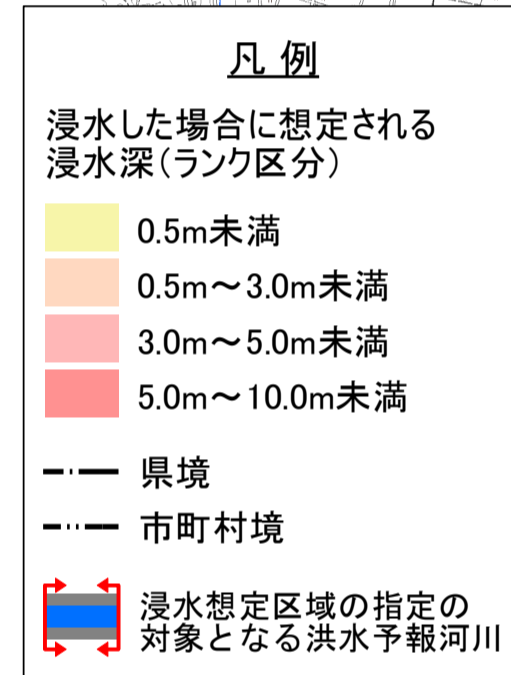 凡 例
浸水した場合に想定される
浸水深(ランク区分)
0.5m未満
0.5m～3.0m未満
3.0m～5.0m未満
5.0m～10.0m未満
県境
市町村境
浸水想定区域の指定の
対象となる洪水予報河川